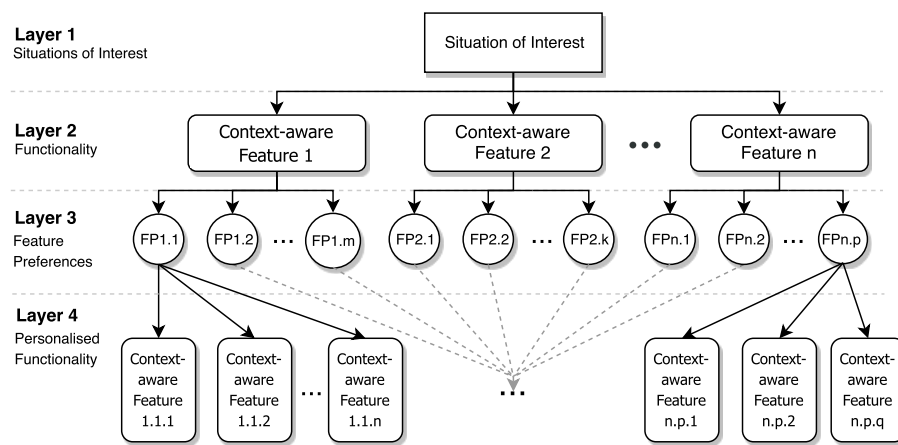 Layer 1
Situations of Interest
Situation of Interest
Layer 2
Functionality
Context-aware
Feature 1
Context-aware
Feature 2
•••
Context-aware
Feature n
Layer 3
Feature
Preferences
FP1.1
FP1.2
...
FP1.m
FP2.1
FP2.2
...
FP2.k
FPn.1
FPn.2
...
FPn.p
Layer 4
Personalised
Functionality
Context-
aware
Feature
1.1.1
Context-
aware
Feature
1.1.2
...
Context-
aware
Feature
1.1.n
...
Context-
aware
Feature
n.p.1
Context-
aware
Feature
n.p.2
Context-
aware
Feature
n.p.q